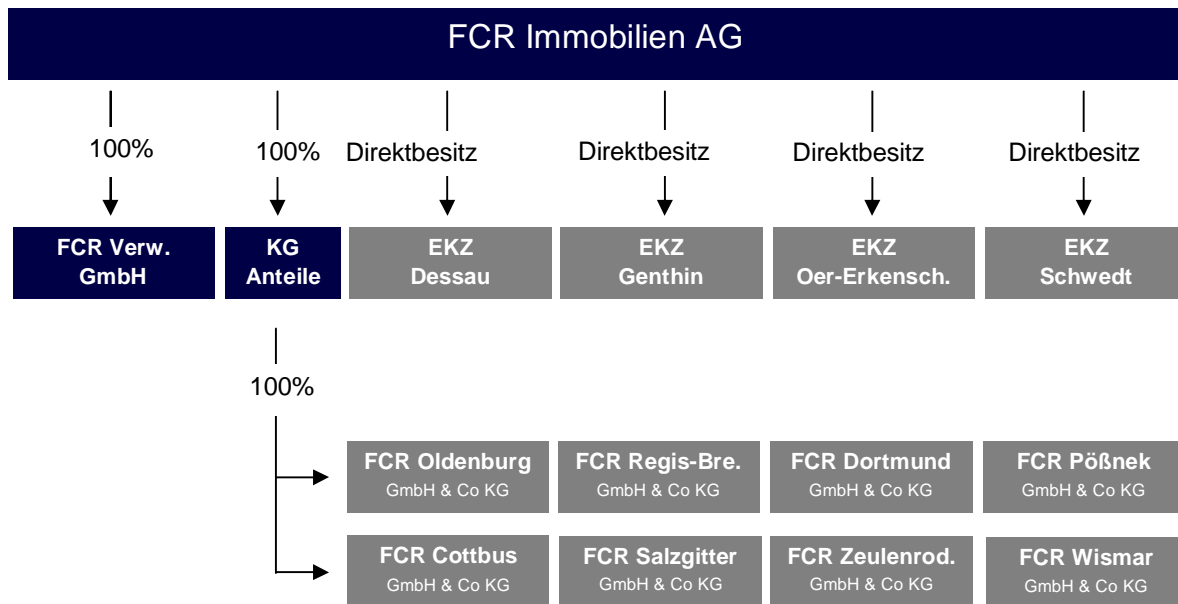 FCR Immobilien AG
100% 100% Direktbesitz Direktbesitz Direktbesitz Direktbesitz
FCR Verw. GmbH
KG Anteile
EKZ Dessau
EKZ Genthin
EKZ Oer-Erkensch.
EKZ Schwedt
100%
FCR Oldenburg
GmbH & Co KG
FCR Regis-Bre.
GmbH & Co KG
FCR Dortmund
GmbH & Co KG
FCR Pößnek
GmbH & Co KG
FCR Cottbus
GmbH & Co KG
FCR Salzgitter
GmbH & Co KG
FCR Zeulenrod.
GmbH & Co KG
FCR Wismar
GmbH & Co KG